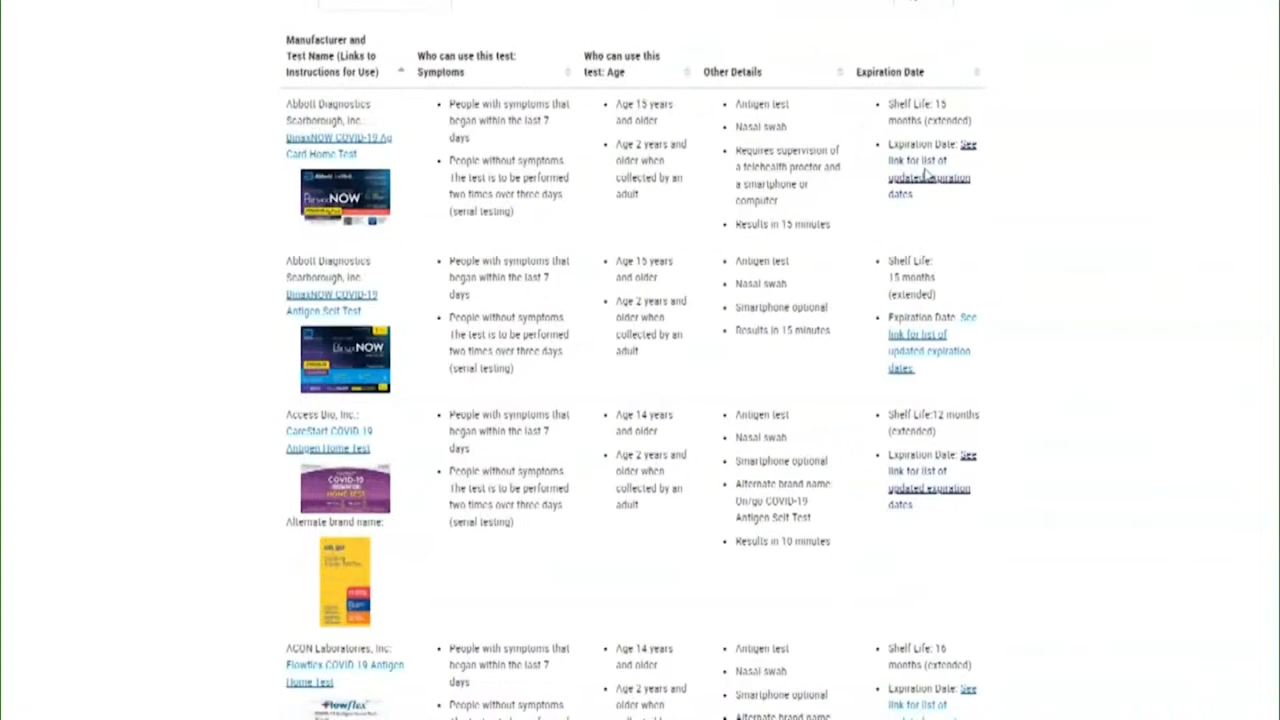 Manufacturer and
Test Name (Links to
Instructions for Use)
Who can use this test:
Symptoms
Who can use this
test: Age
Other Details
Expiration Date
Abbott Diagnostics
Scarborough, Inc.
BinaxNOW COVID-19 Ag
Card Home Test
BinaxNOW
• People with symptoms that
began within the last 7
days
• People without symptoms.
The test is to be performed
two times over three days
(serial testing)
• Age 15 years
and older
• Age 2 years and
older when
collected by an
adult
• Antigen test
• Nasal swab
• Requires supervision of
a telehealth proctor and
a smartphone or
computer
• Results in 15 minutes
• Shelf Life: 15
months (extended)
• Expiration Date: See
link for list of
updated expiration
dates
Abbott Diagnostics
Scarborough, Inc.
BinaxNOW COVID-19
Antigen Self Test
BinaxNOW
• People with symptoms that
began within the last 7
days
• People without symptoms.
The test is to be performed
two times over three days
(serial testing)
• Age 15 years
and older
• Age 2 years and
older when
collected by an
adult
• Antigen test
• Nasal swab
• Smartphone optional
• Results in 15 minutes
• Shelf Life:
15 months
(extended)
• Expiration Date: See
link for list of
updated expiration
dates.
Access Bio, Inc.:
CareStart COVID-19
Antigen Home Test
COVID-19
HOME TEST
Alternate brand name:
• People with symptoms that
began within the last 7
days
• People without symptoms.
The test is to be performed
two times over three days
(serial testing)
• Age 14 years
and older
• Age 2 years and
older when
collected by an
adult
• Antigen test
• Nasal swab
• Smartphone optional
• Alternate brand name:
On/go COVID-19
Antigen Self Test
• Results in 10 minutes
• Shelf Life:12 months
(extended)
• Expiration Date: See
link for list of
updated expiration
dates
ACON Laboratories, Inc:
Flowflex COVID-19 Antigen
Home Test
Flowflex
• People with symptoms that
began within the last 7
days
• People without symptoms.
• Age 14 years
and older
• Age 2 years and
older when
• Antigen test
• Nasal swab
• Smartphone optional
• Alternate brand name:
• Shelf Life: 16
months (extended)
• Expiration Date: See
link for list of